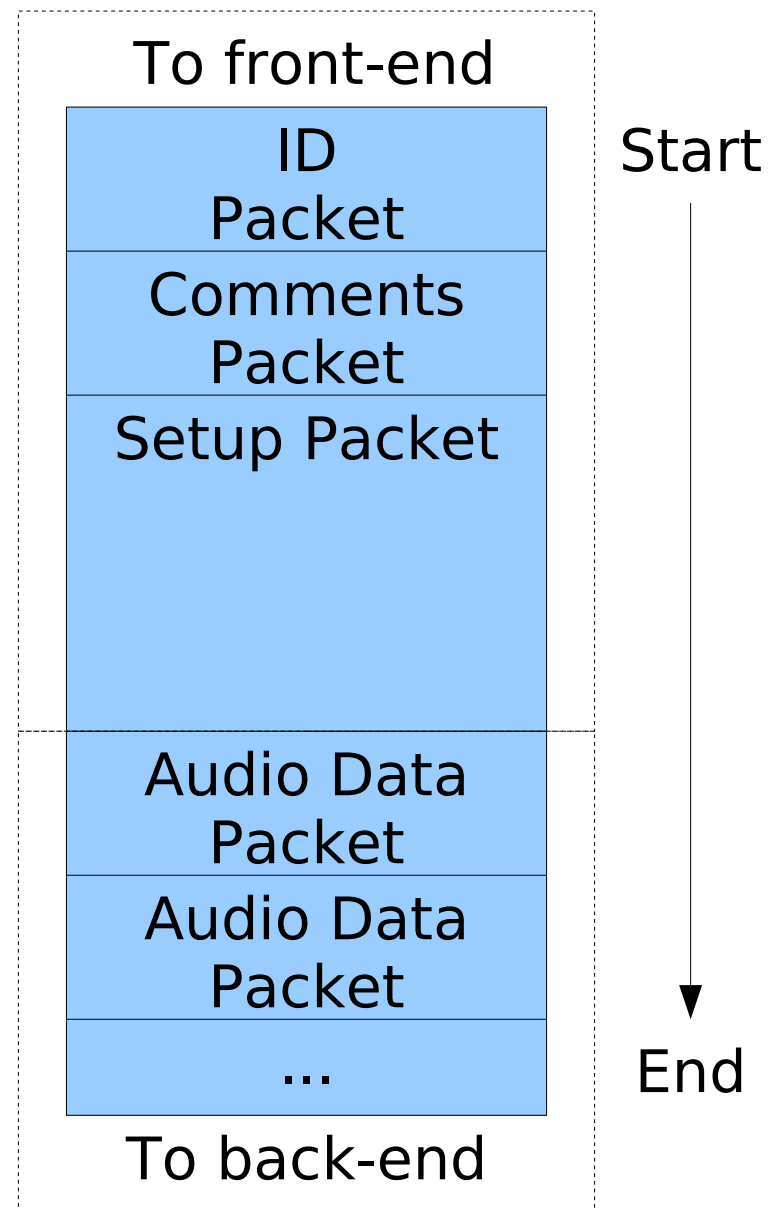 To front-end
ID
Packet
Start
Comments
Packet
Setup Packet
Audio Data
Packet
Audio Data
Packet
...
End
To back-end